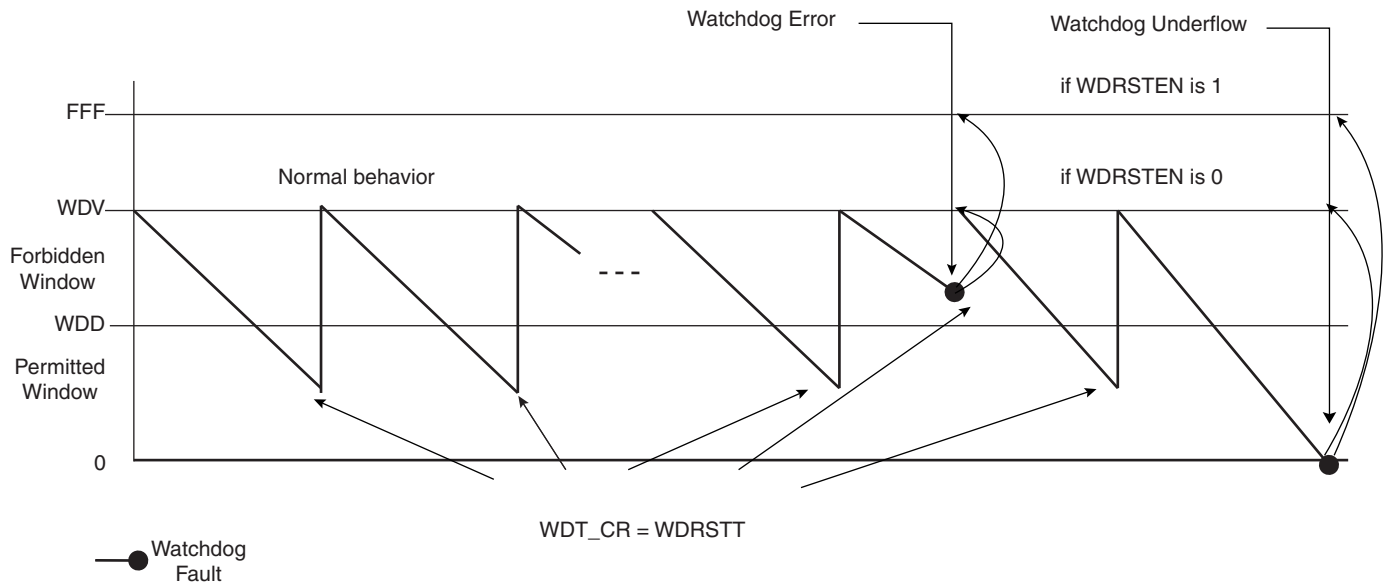 Watchdog Error
Watchdog Underflow
if WDRSTEN is 1
FFF
Normal behavior
if WDRSTEN is 0
WDV
Forbidden
Window
WDD
Permitted
Window
0
WDT_CR = WDRSTT
Watchdog
Fault